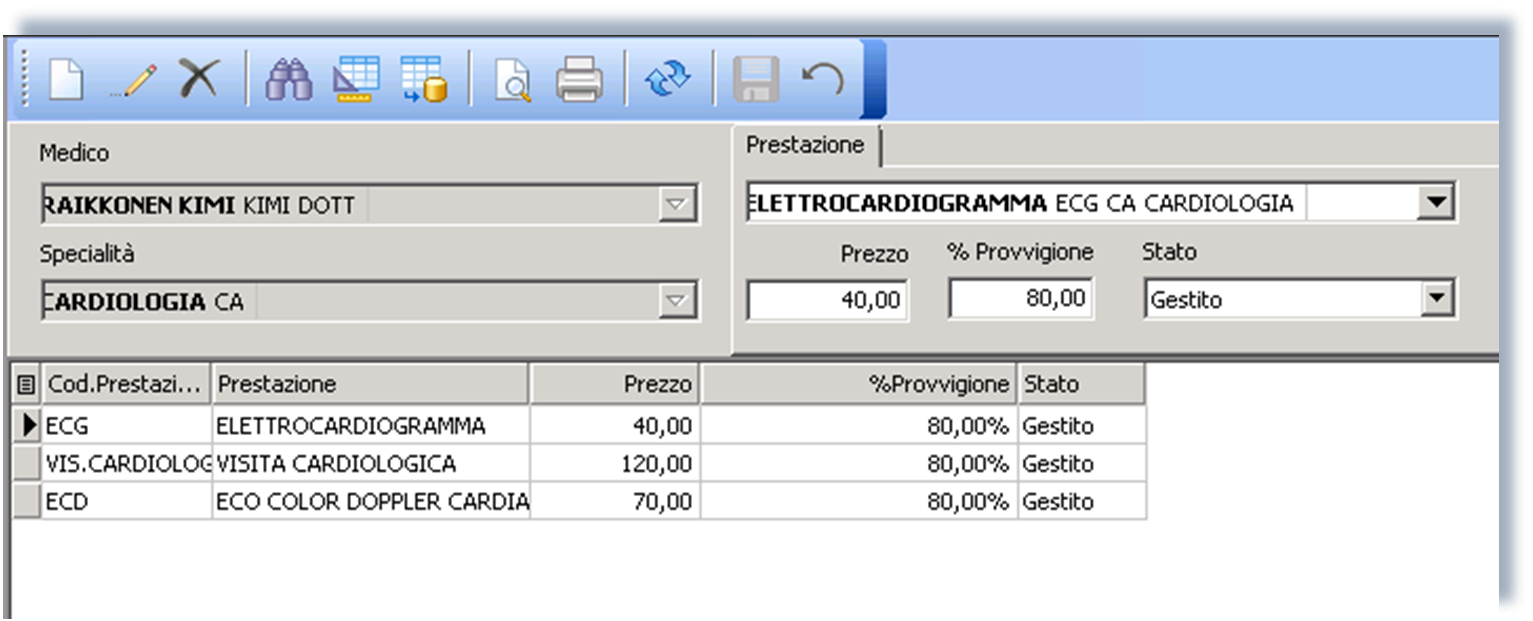 Medico
RAIKKONEN KIMI KIMI DOTT
Specialità
CARDIOLOGIA CA
Prestazione
ELETTROCARDIOGRAMMA ECG CA CARDIOLOGIA
Prezzo % Provvigione Stato
40,00 80,00 Gestito
Cod.Prestazi... Prestazione Prezzo %Provvigione Stato
ECG ELETTROCARDIOGRAMMA 40,00 80,00% Gestito
VIS.CARDIOLOG VISITA CARDIOLOGICA 120,00 80,00% Gestito
ECD ECO COLOR DOPPLER CARDIA 70,00 80,00% Gestito